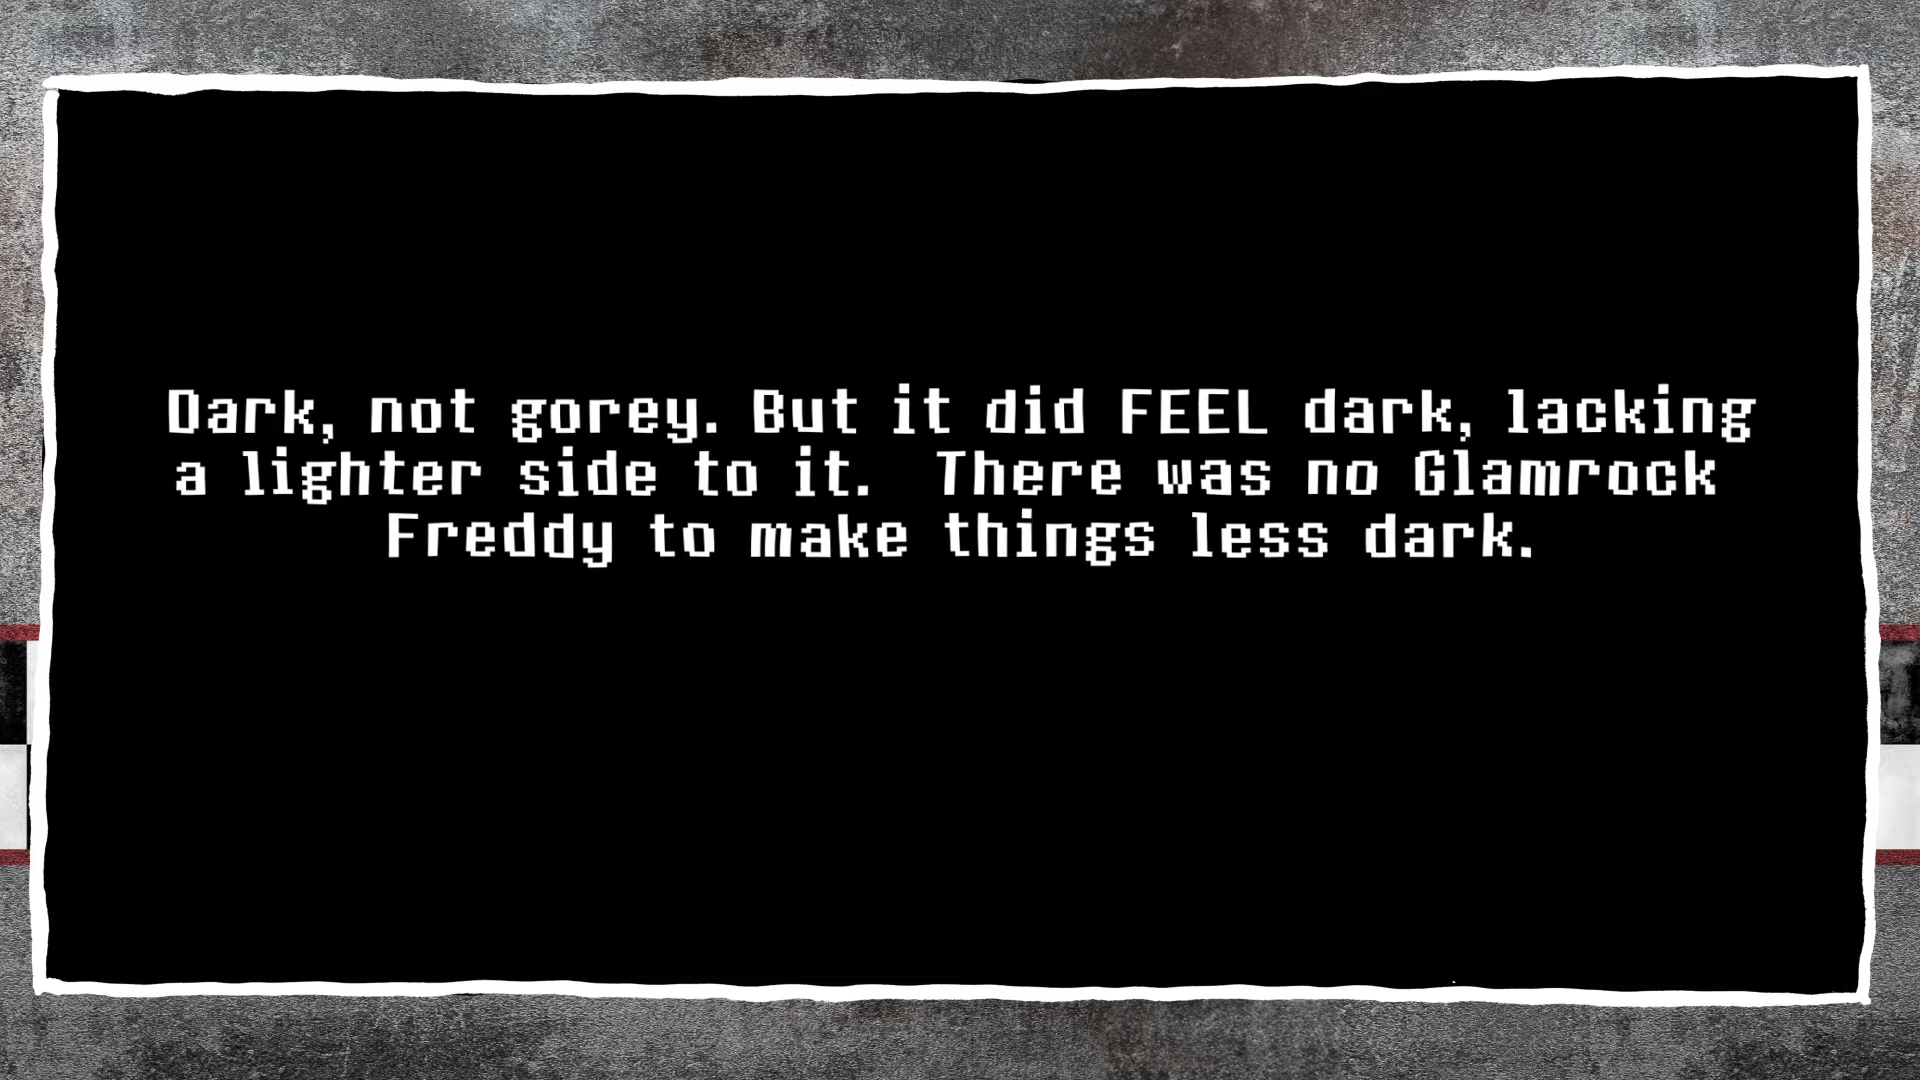 Dark, not gorey. But it did FEEL dark, lacking
a lighter side to it.  There was no Glamrock
Freddy to make things less dark.